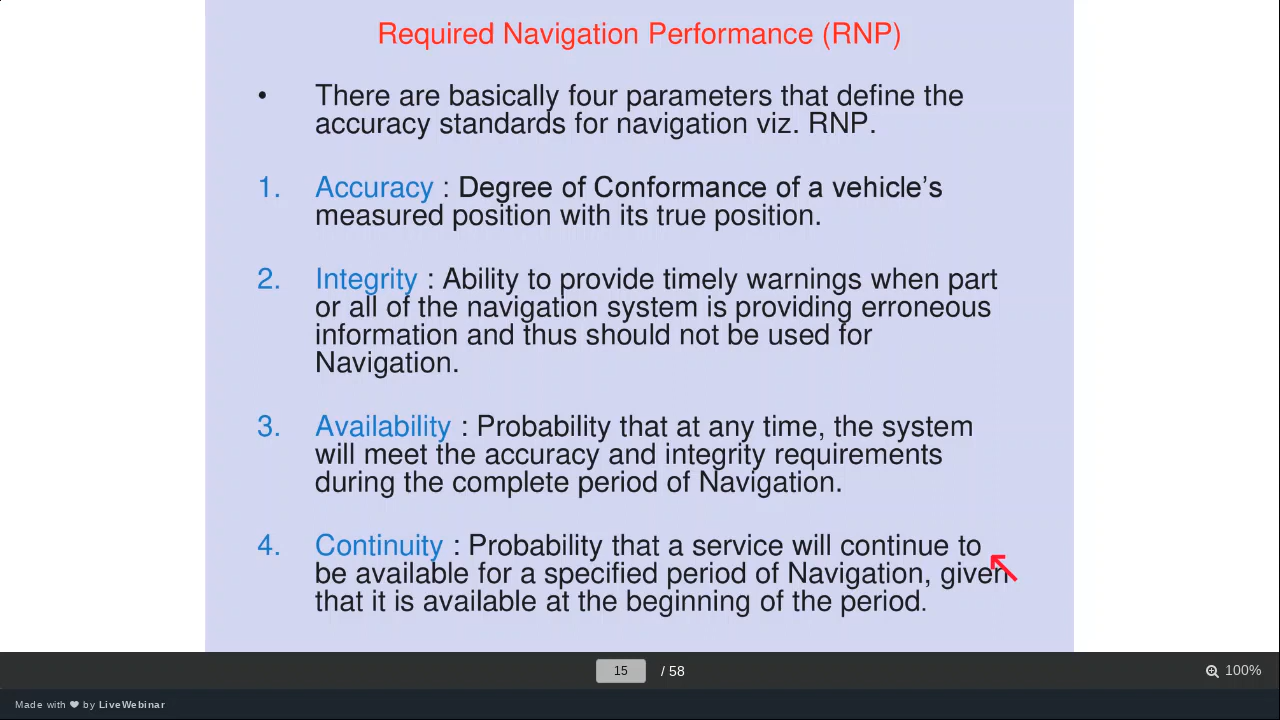 Required Navigation Performance (RNP)
• There are basically four parameters that define the
accuracy standards for navigation viz. RNP.
1. Accuracy : Degree of Conformance of a vehicle’s
measured position with its true position.
2. Integrity : Ability to provide timely warnings when part
or all of the navigation system is providing erroneous
information and thus should not be used for
Navigation.
3. Availability : Probability that at any time, the system
will meet the accuracy and integrity requirements
during the complete period of Navigation.
4. Continuity : Probability that a service will continue to
be available for a specified period of Navigation, given
that it is available at the beginning of the period.
15 / 58 100%
Made with ❤ by LiveWebinar